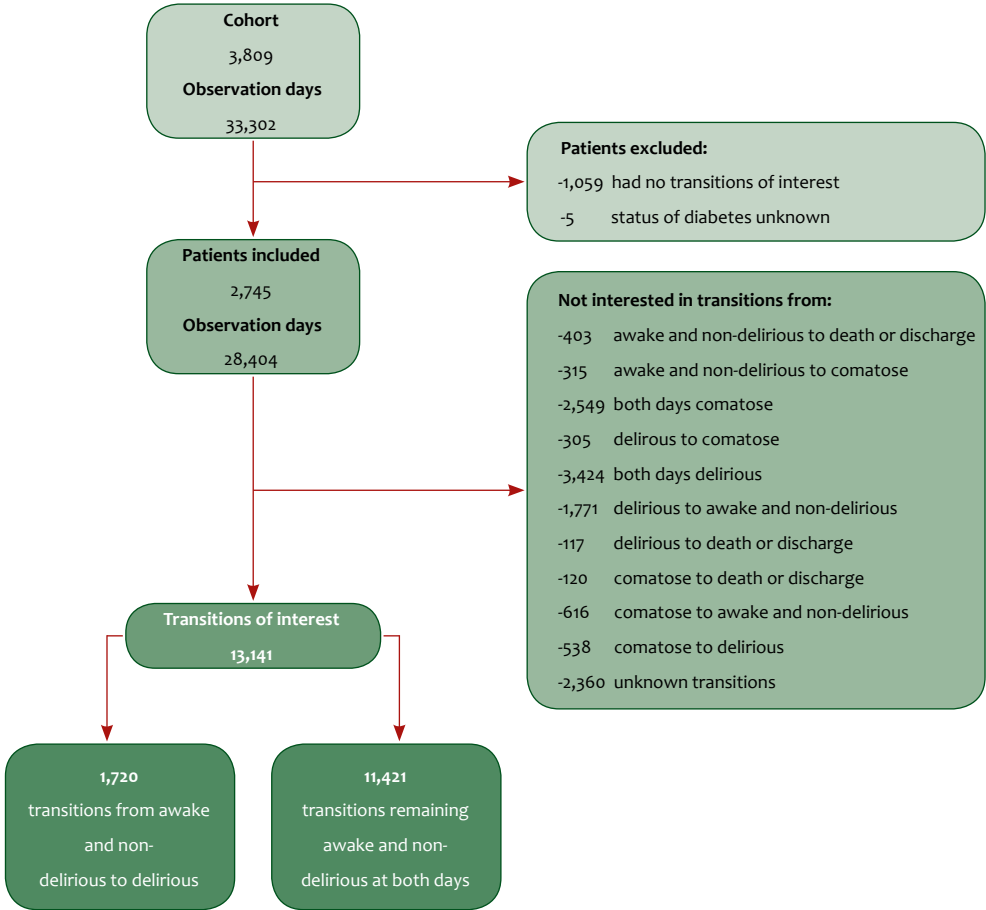 Cohort
3,809
Observation days
33,302
Patients excluded:
-1,059 had no transitions of interest
-5 status of diabetes unknown
Patients included
2,745
Observation days
28,404
Not interested in transitions from:
-403 awake and non-delirious to death or discharge
-315 awake and non-delirious to comatose
-2,549 both days comatose
-305 delirous to comatose
-3,424 both days delirious
-1,771 delirious to awake and non-delirious
-117 delirious to death or discharge
-120 comatose to death or discharge
-616 comatose to awake and non-delirious
-538 comatose to delirious
-2,360 unknown transitions
Transitions of interest
13,141
1,720
transitions from awake
and non-
delirious to delirious
11,421
transitions remaining
awake and non-
delirious at both days